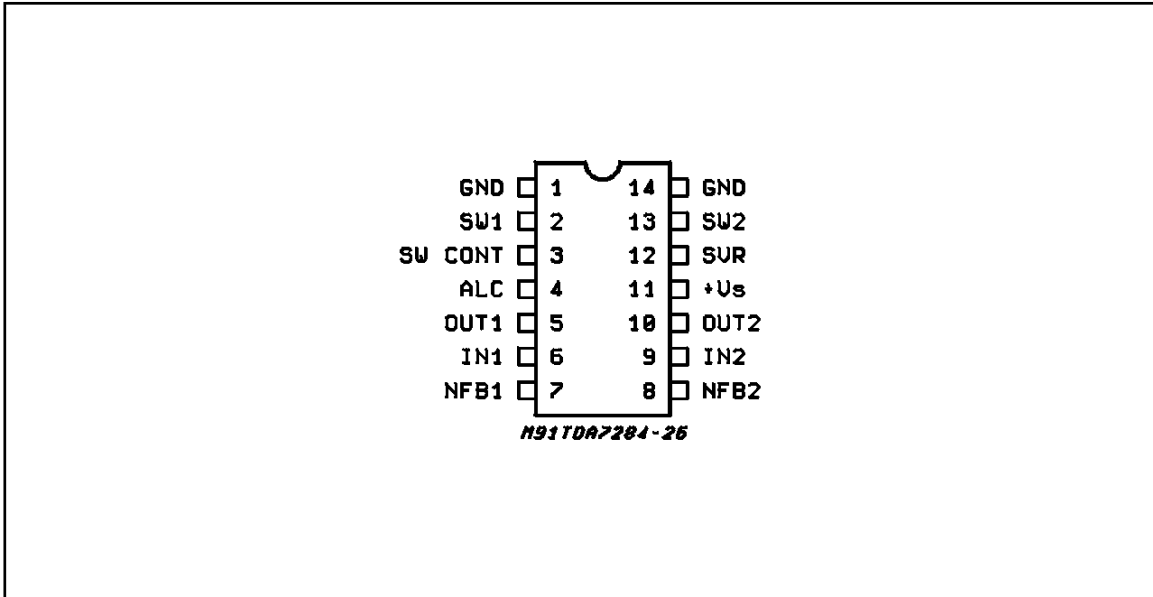 GND 1 14 GND
SW1 2 13 SW2
SW CONT 3 12 SVR
ALC 4 11 +Vs
OUT1 5 10 OUT2
IN1 6 9 IN2
NFB1 7 8 NFB2
M91TDA7284-26